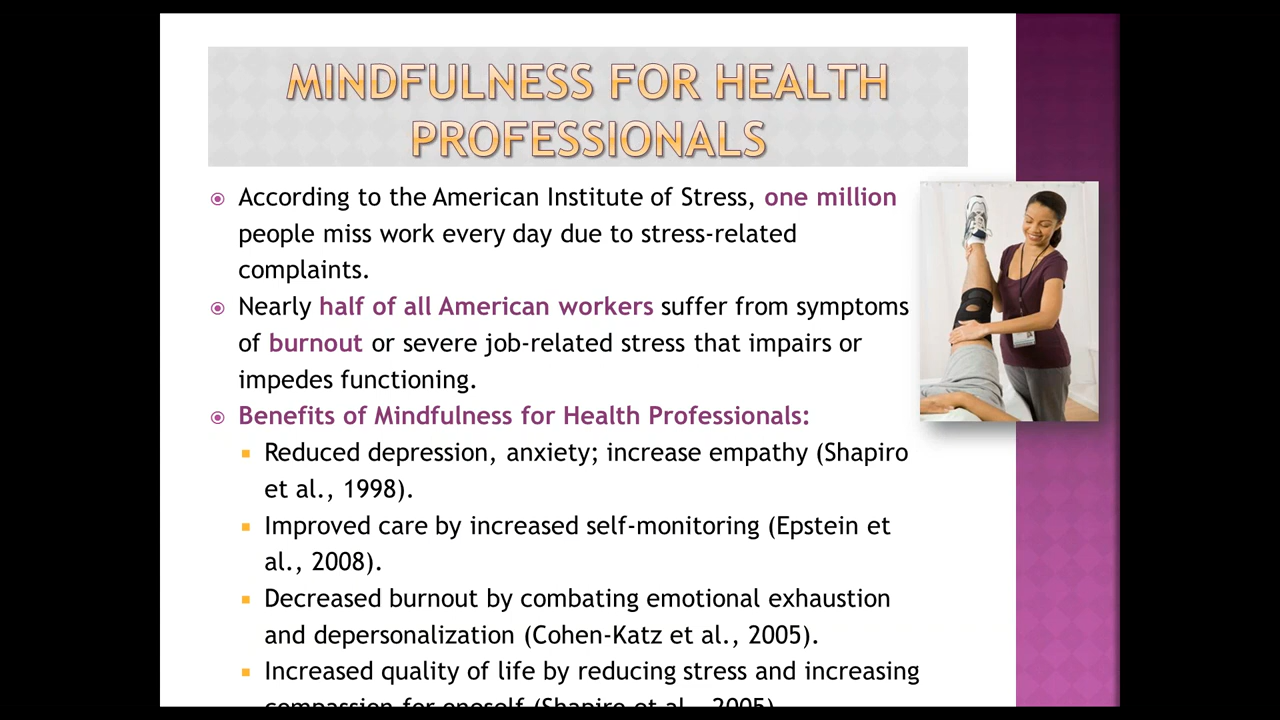 MINDFULNESS FOR HEALTH
PROFESSIONALS
According to the American Institute of Stress, one million
people miss work every day due to stress-related
complaints.
Nearly half of all American workers suffer from symptoms
of burnout or severe job-related stress that impairs or
impedes functioning.
Benefits of Mindfulness for Health Professionals:
Reduced depression, anxiety; increase empathy (Shapiro
et al., 1998).
Improved care by increased self-monitoring (Epstein et
al., 2008).
Decreased burnout by combating emotional exhaustion
and depersonalization (Cohen-Katz et al., 2005).
Increased quality of life by reducing stress and increasing
compassion for oneself (Shapiro et al., 2005)